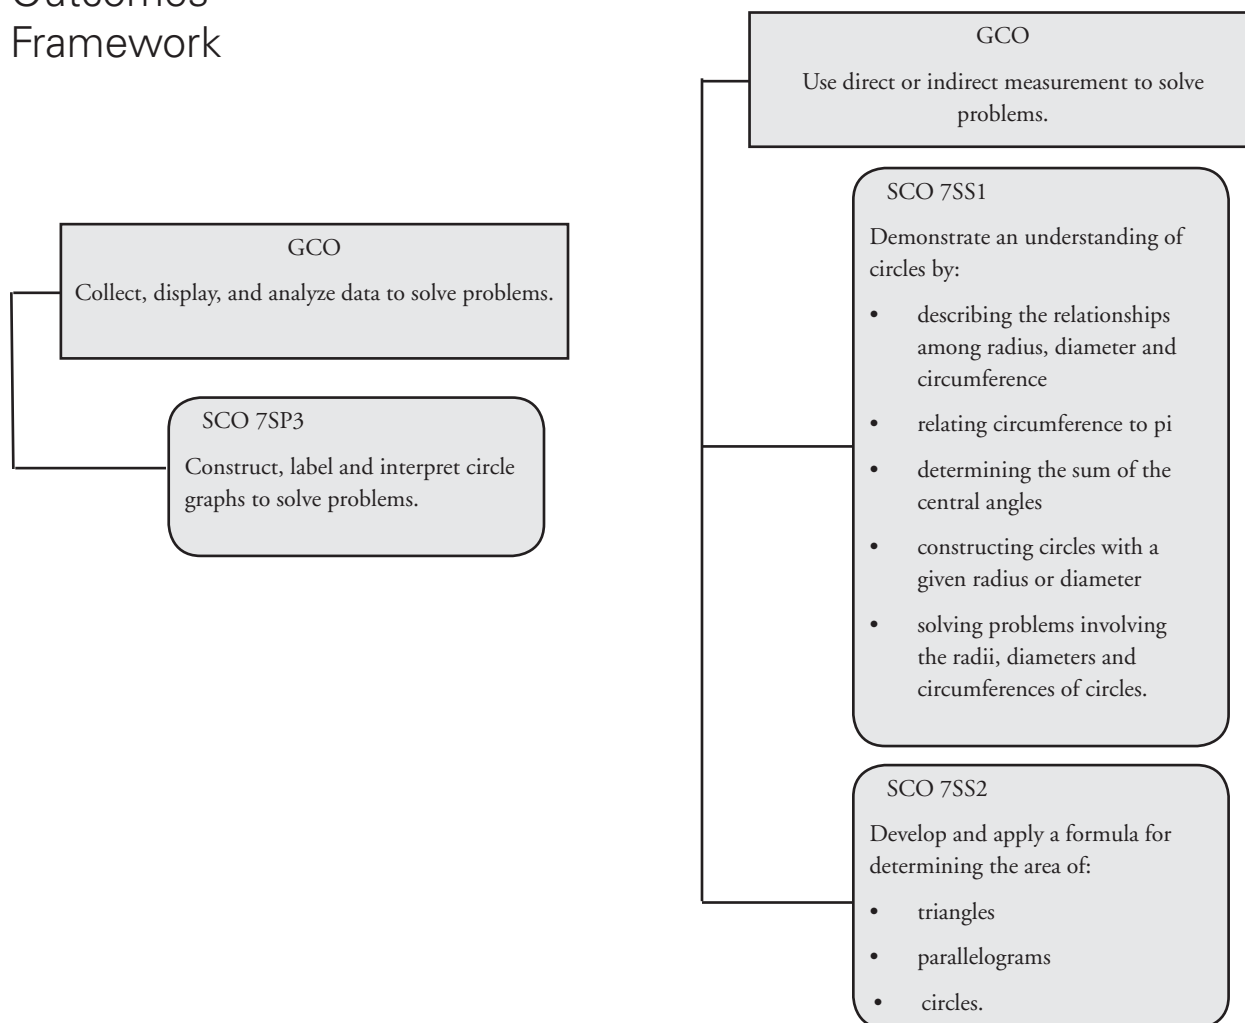 Outcomes
Framework
GCO
Collect, display, and analyze data to solve problems.
SCO 7SP3
Construct, label and interpret circle
graphs to solve problems.
GCO
Use direct or indirect measurement to solve
problems.
SCO 7SS1
Demonstrate an understanding of
circles by:
• describing the relationships
among radius, diameter and
circumference
• relating circumference to pi
• determining the sum of the
central angles
• constructing circles with a
given radius or diameter
• solving problems involving
the radii, diameters and
circumferences of circles.
SCO 7SS2
Develop and apply a formula for
determining the area of:
• triangles
• parallelograms
• circles.